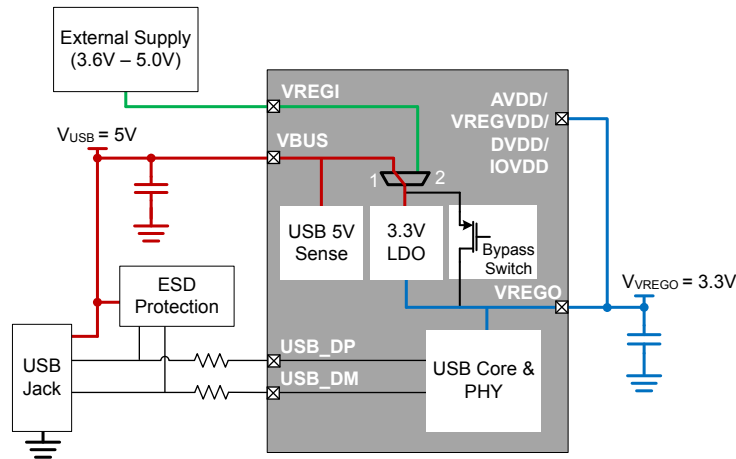 External Supply
(3.6V – 5.0V)
VREGI
AVDD/
VREGVDD/
DVDD/
IOVDD
VUSB = 5V
VBUS
1
2
USB 5V
Sense
3.3V
LDO
Bypass
Switch
VREGO
VVREGO = 3.3V
ESD
Protection
USB
Jack
USB_DP
USB_DM
USB Core &
PHY